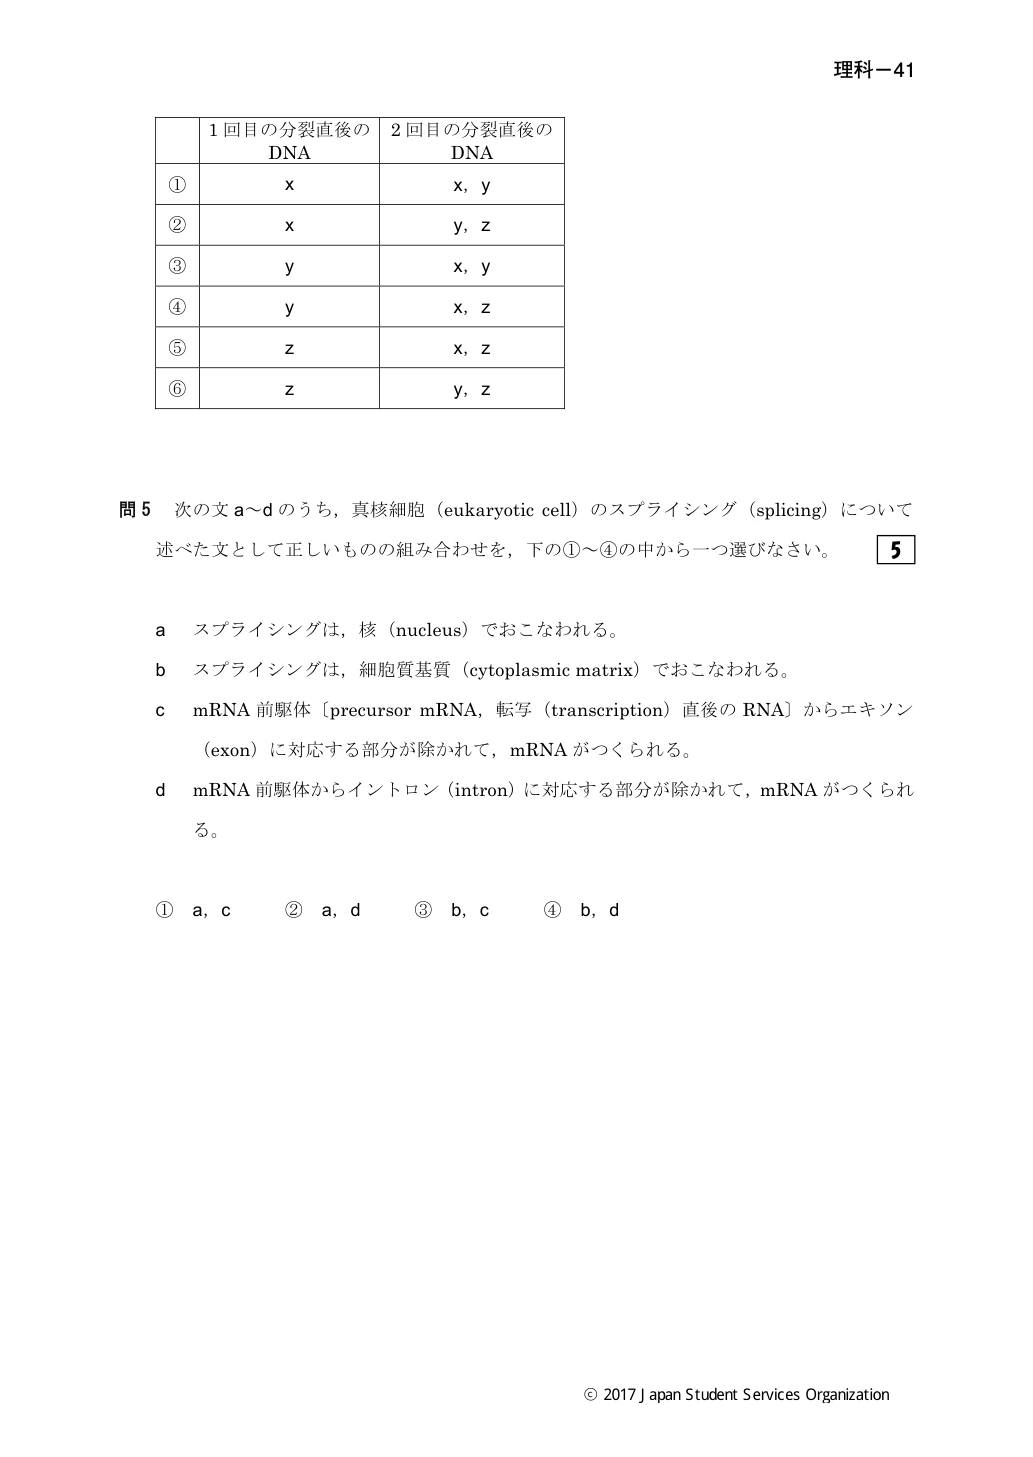 理科－41
1 回目の分裂直後の DNA 2 回目の分裂直後の DNA
① x x，y
② x y，z
③ y x，y
④ y x，z
⑤ z x，z
⑥ z y，z
問 5 次の文 a～d のうち，真核細胞（eukaryotic cell）のスプライシング（splicing）について
述べた文として正しいものの組み合わせを，下の①～④の中から一つ選びなさい。 5
a スプライシングは，核（nucleus）でおこなわれる。
b スプライシングは，細胞質基質（cytoplasmic matrix）でおこなわれる。
c mRNA 前駆体〔precursor mRNA，転写（transcription）直後の RNA〕からエキソン
（exon）に対応する部分が除かれて，mRNA がつくられる。
d mRNA 前駆体からイントロン（intron）に対応する部分が除かれて，mRNA がつくられ
る。
① a，c ② a，d ③ b，c ④ b，d
© 2017 Japan Student Services Organization